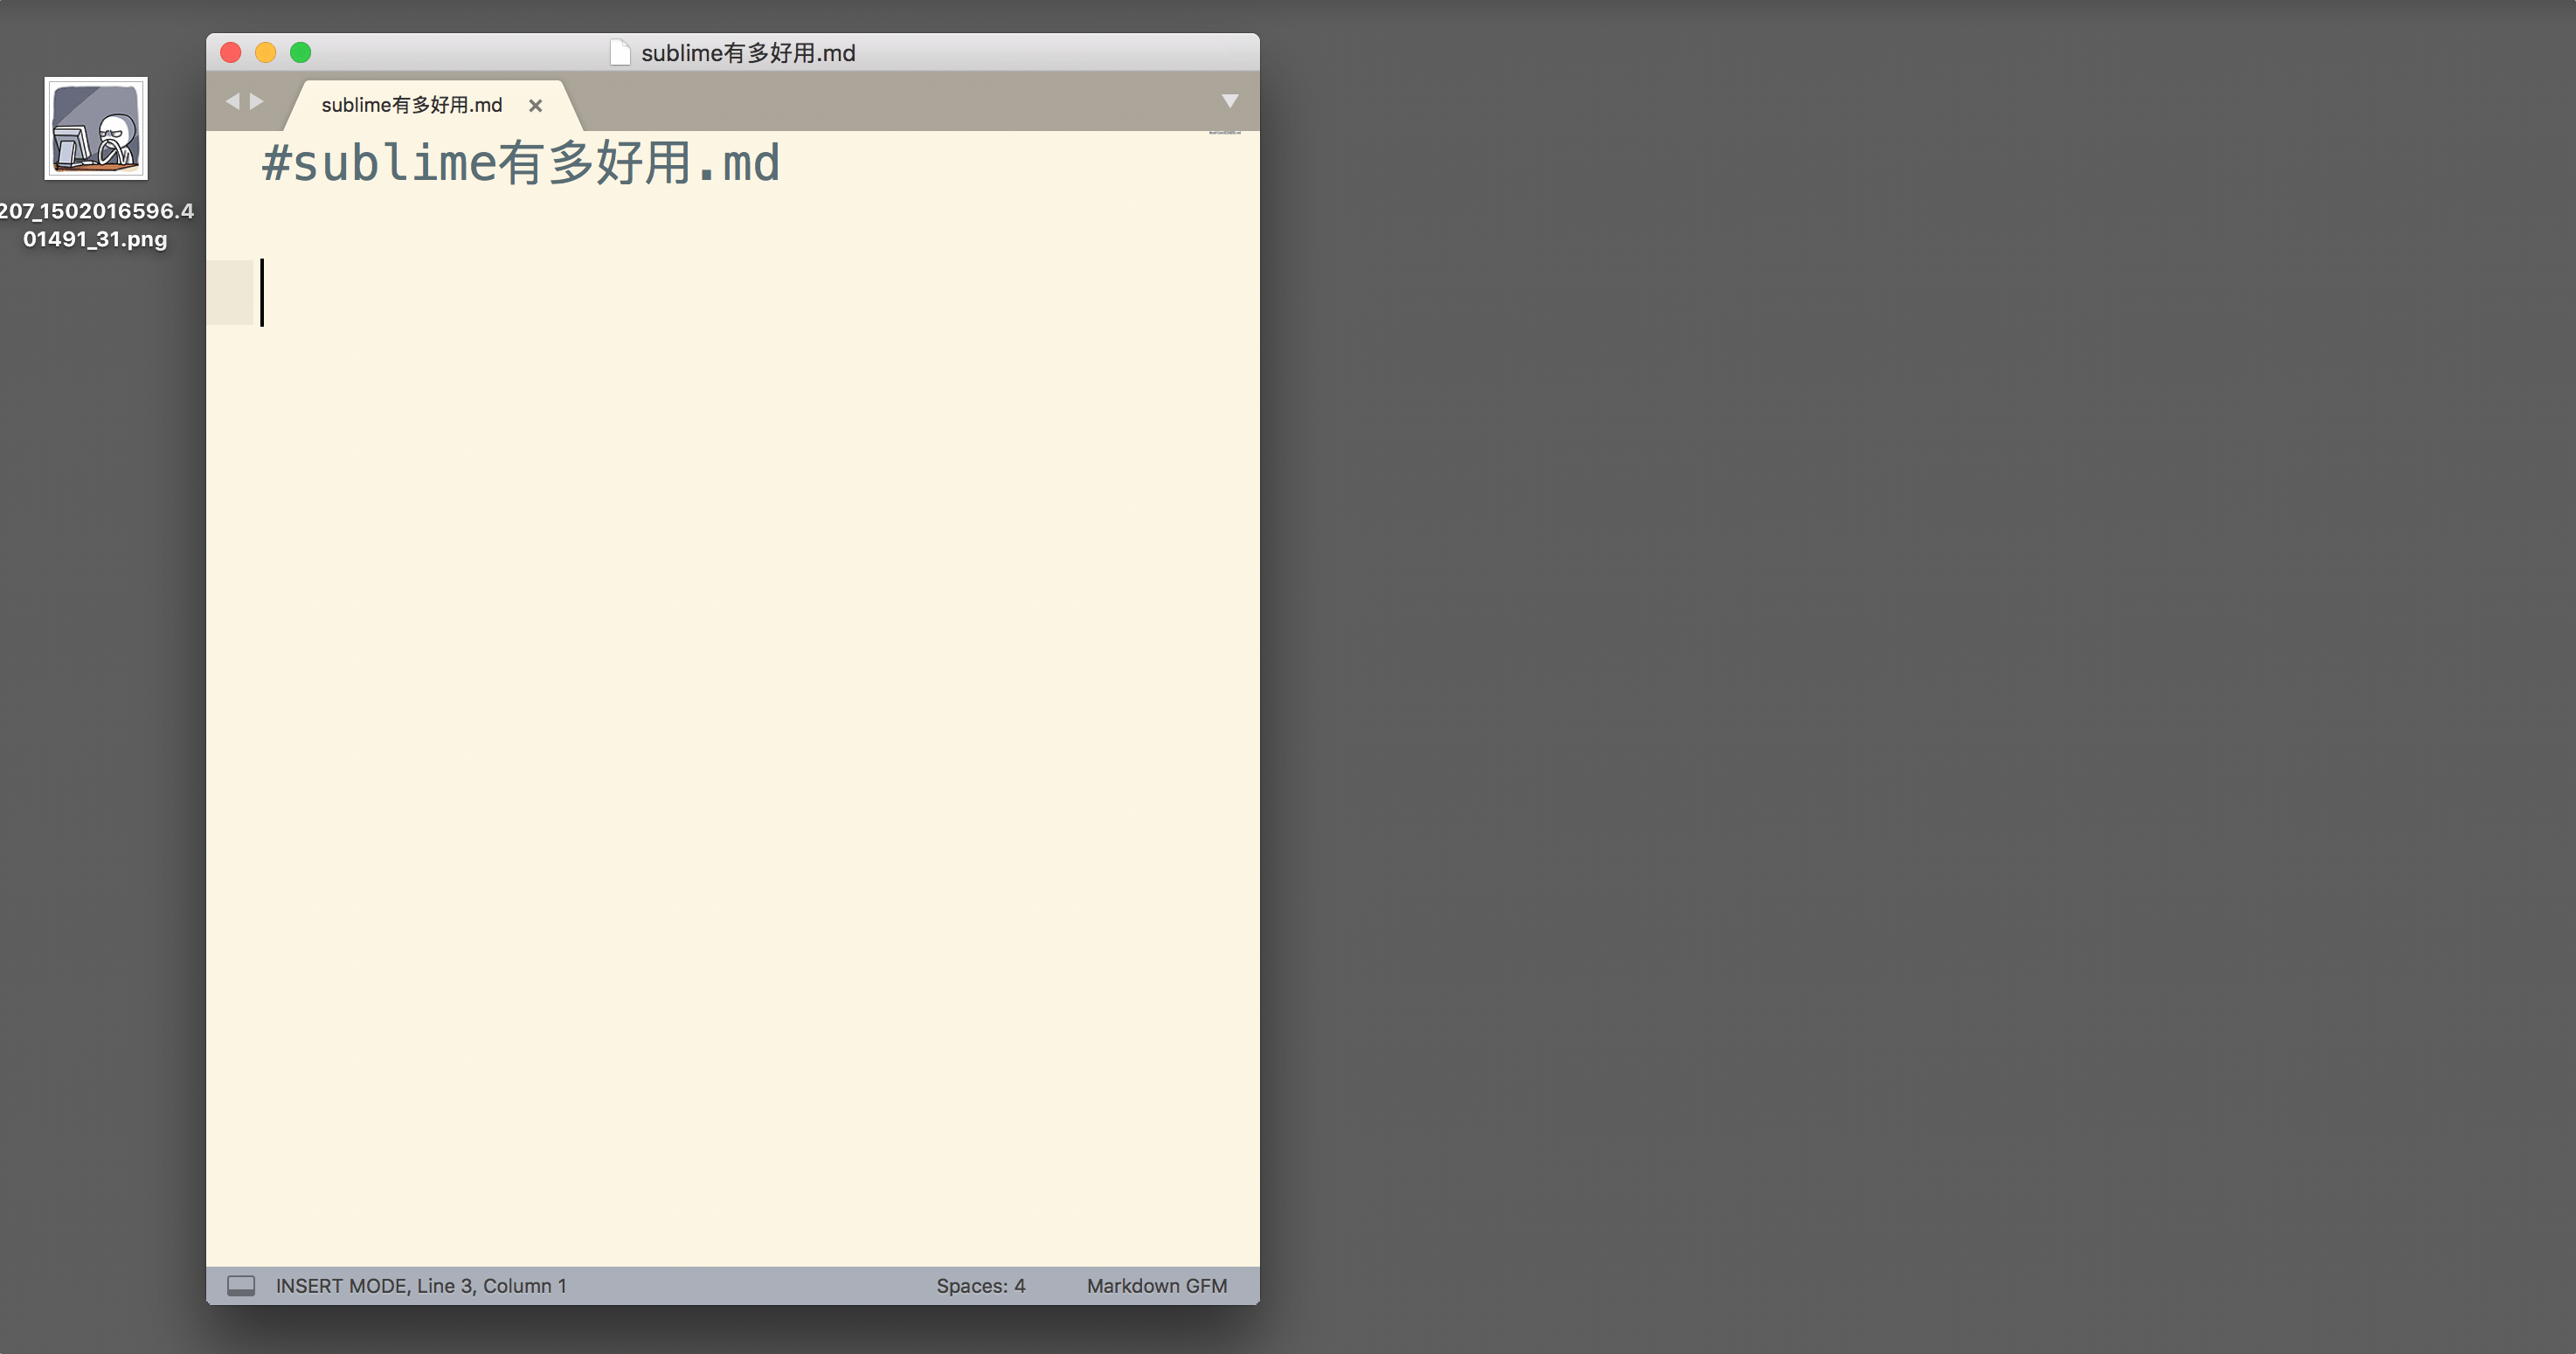 sublime有多好用.md
sublime有多好用.md
#sublime有多好用.md
207_1502016596.4
01491_31.png
INSERT MODE, Line 3, Column 1
Spaces: 4
Markdown GFM